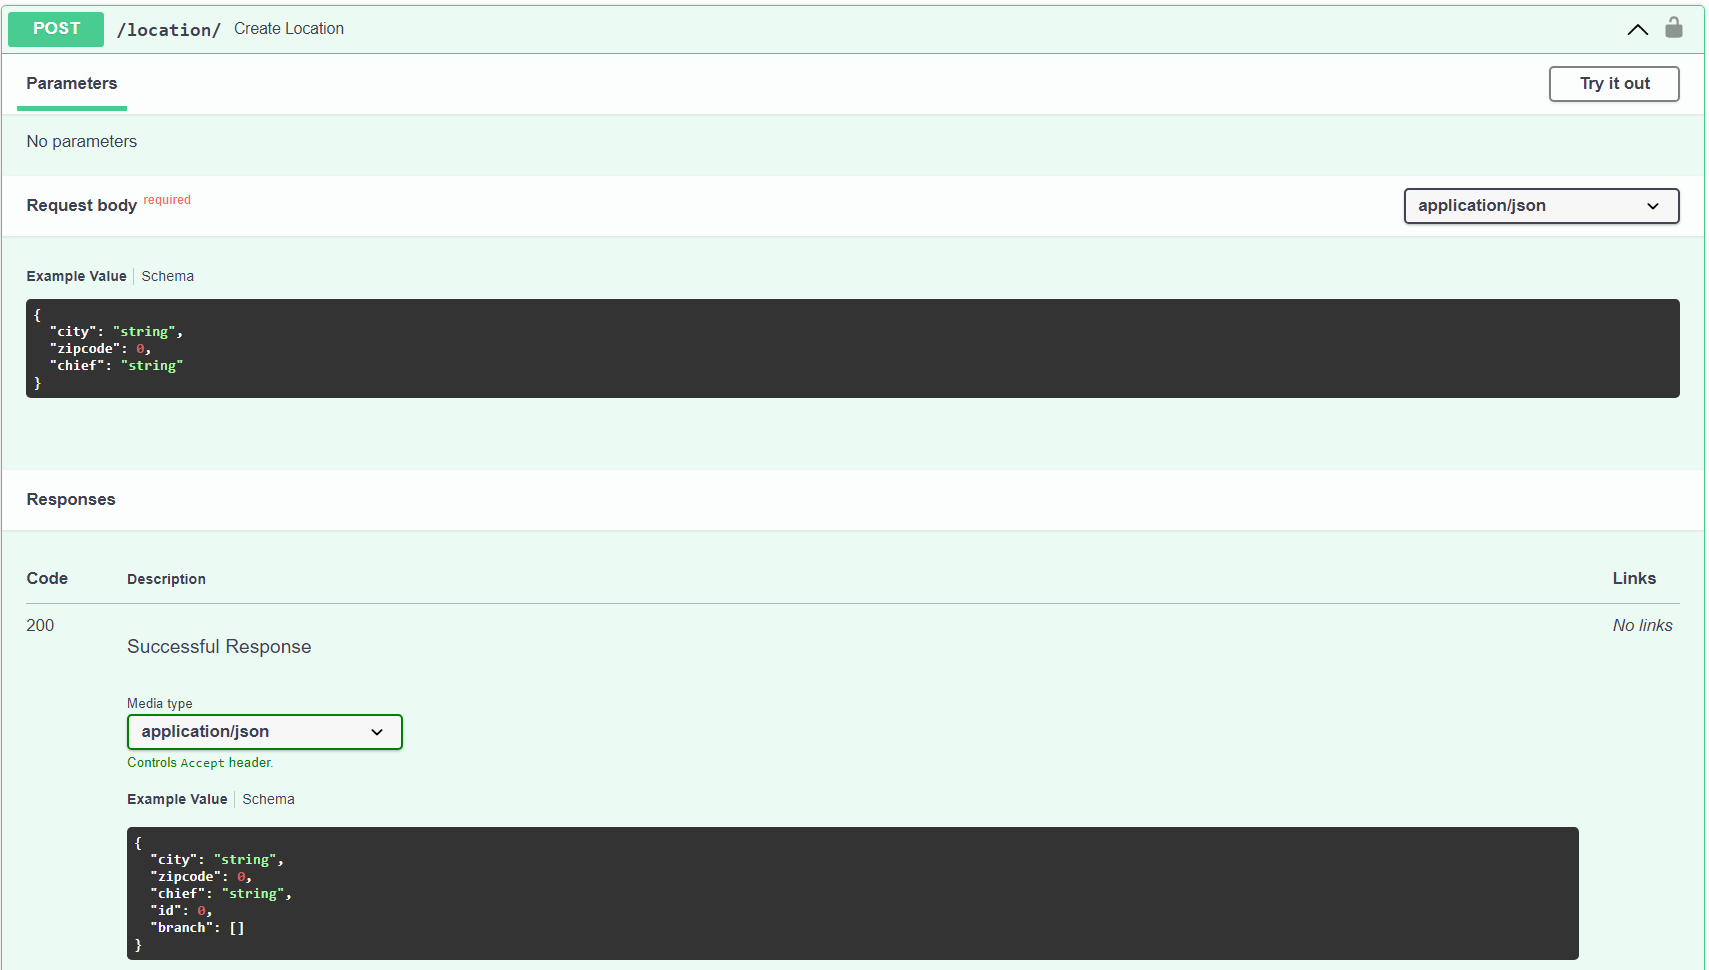 POST /location/ Create Location
Parameters
Try it out
No parameters
Request body required
application/json
Example Value Schema
{
  "city": "string",
  "zipcode": 0,
  "chief": "string"
}
Responses
Code Description Links
200 No links
Successful Response
Media type
application/json
Controls Accept header.
Example Value Schema
{
  "city": "string",
  "zipcode": 0,
  "chief": "string",
  "id": 0,
  "branch": []
}